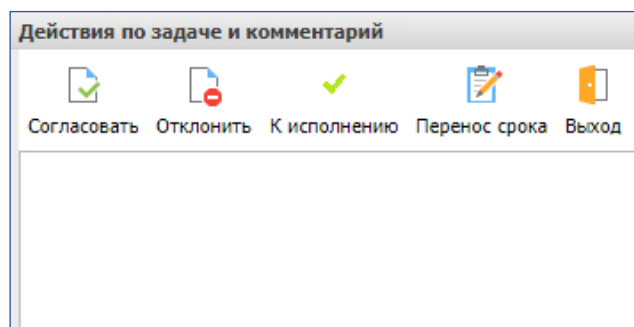 Действия по задаче и комментарий
Согласовать Отклонить К исполнению Перенос срока Выход